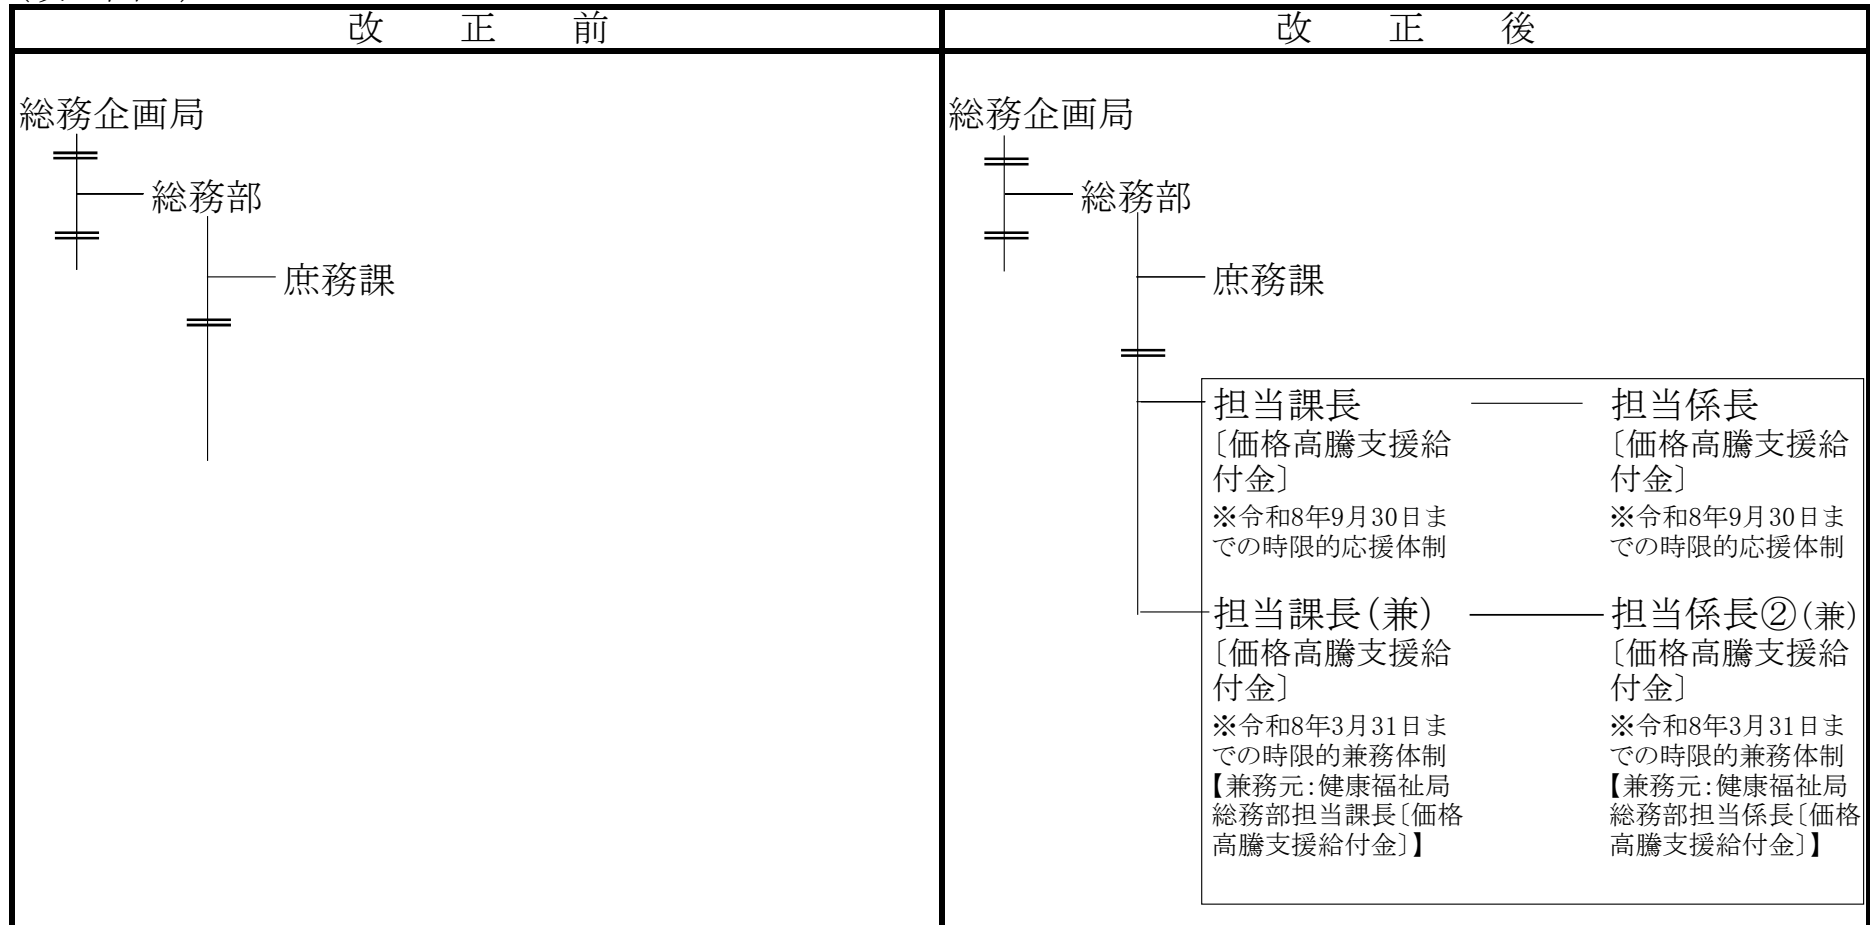 改正前
改正後
総務企画局
総務部
庶務課
総務企画局
総務部
庶務課
担当課長
〔価格高騰支援給
付金〕
※令和8年9月30日ま
での時限的応援体制
担当係長
〔価格高騰支援給
付金〕
※令和8年9月30日ま
での時限的応援体制
担当課長(兼)
〔価格高騰支援給
付金〕
※令和8年3月31日ま
での時限的兼務体制
【兼務元:健康福祉局
総務部担当課長〔価格
高騰支援給付金〕】
担当係長②(兼)
〔価格高騰支援給
付金〕
※令和8年3月31日ま
での時限的兼務体制
【兼務元:健康福祉局
総務部担当係長〔価格
高騰支援給付金〕】